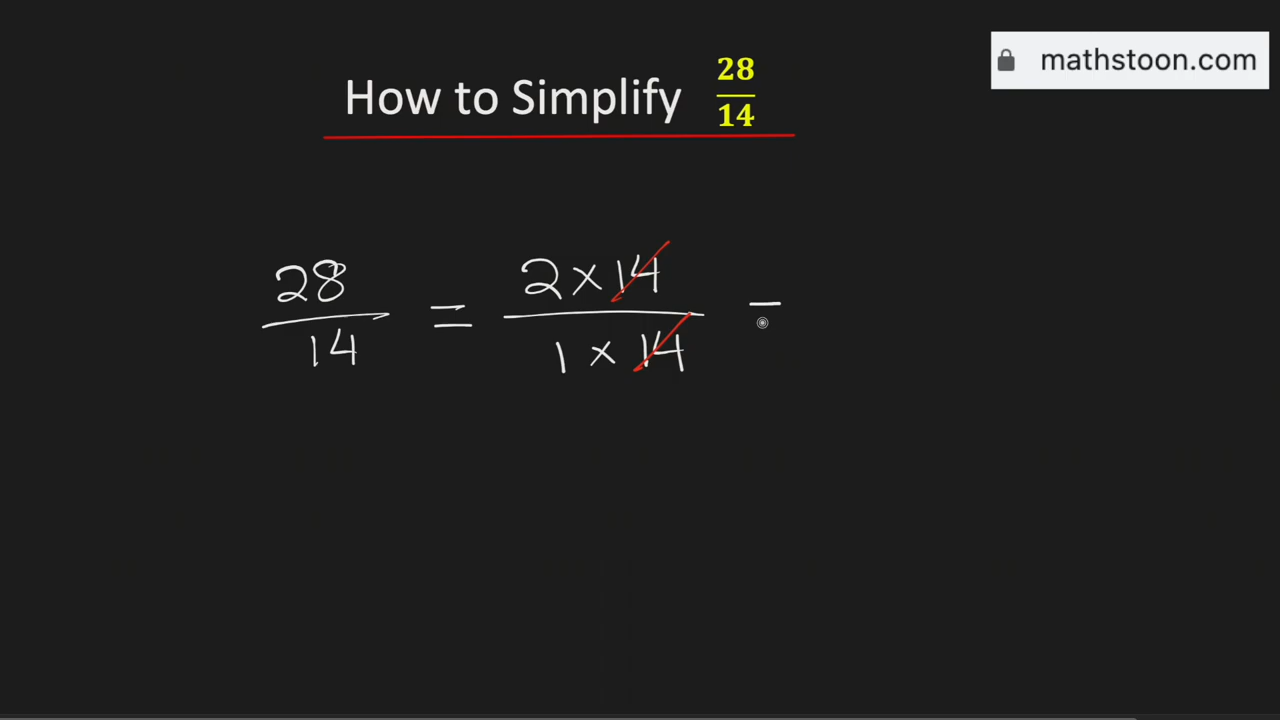 mathstoon.com
How to Simplify 28/14
28/14 = 2 × 14 / 1 × 14 =